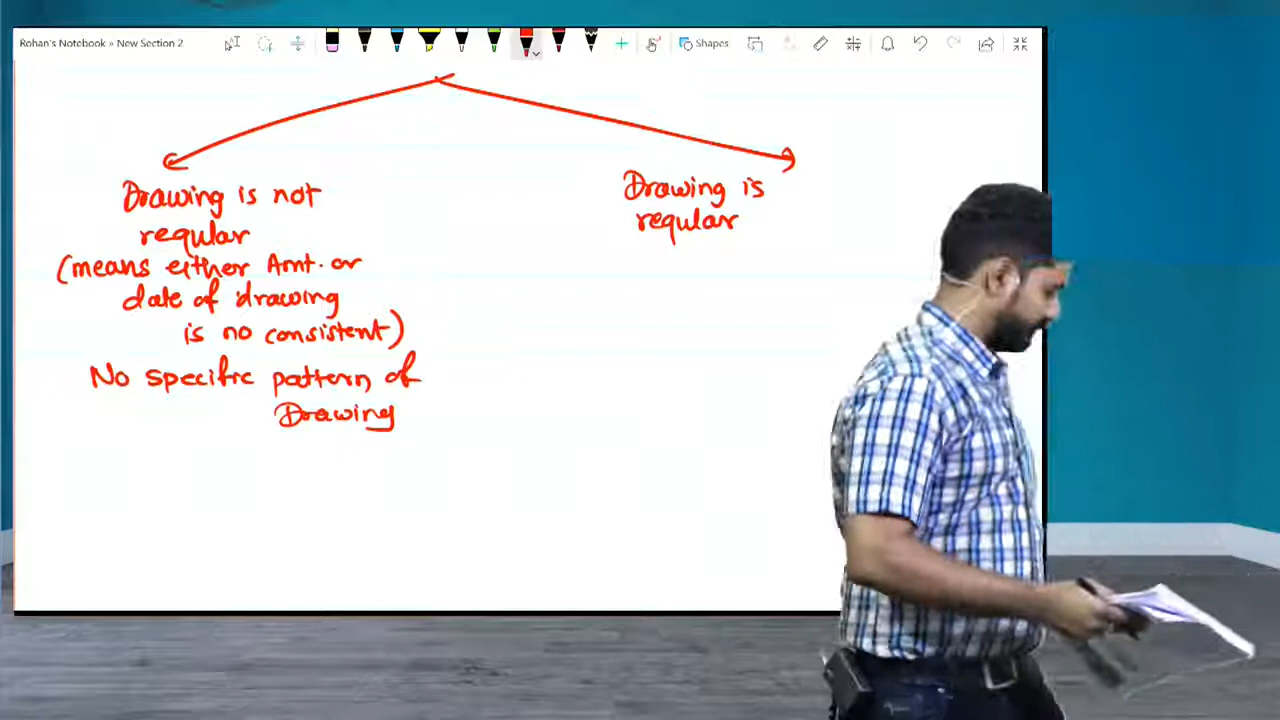 Rohan's Notebook » New Section 2
Shapes
Drawing is not
regular
(means either Amt. or
date of drawing
is no consistent)
No specific pattern of
Drawing
Drawing is
regular